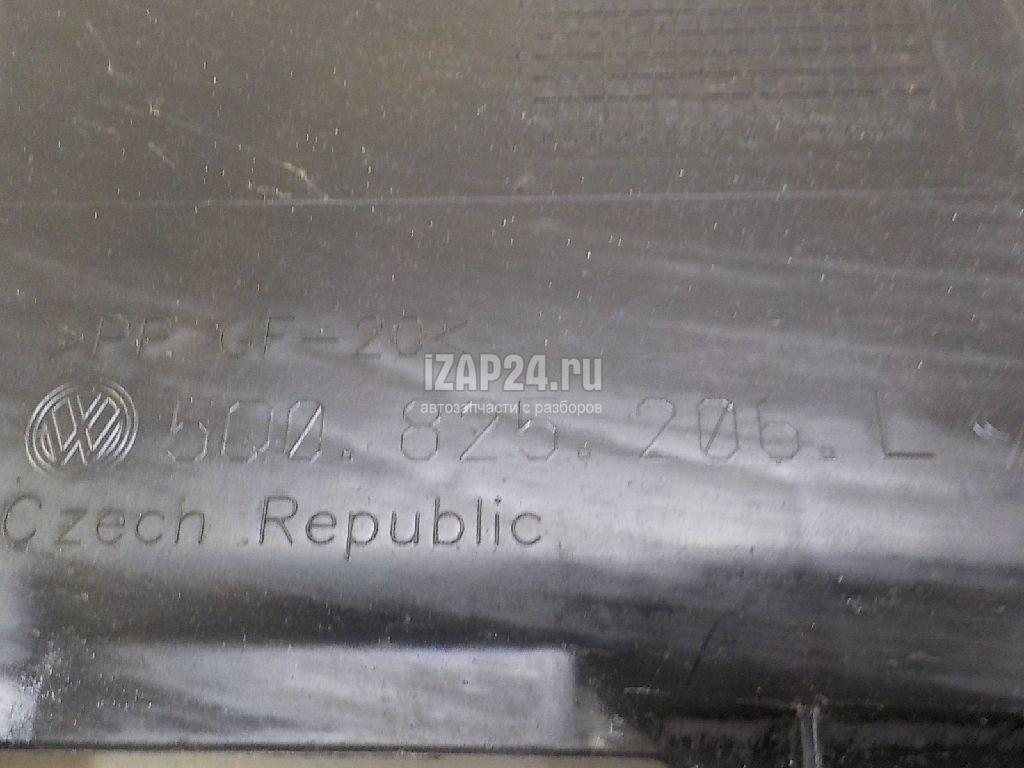 >PP GF-20<
iZAP24.ru
автозапчасти с разборов
5Q0.825.206.L
Czech Republic